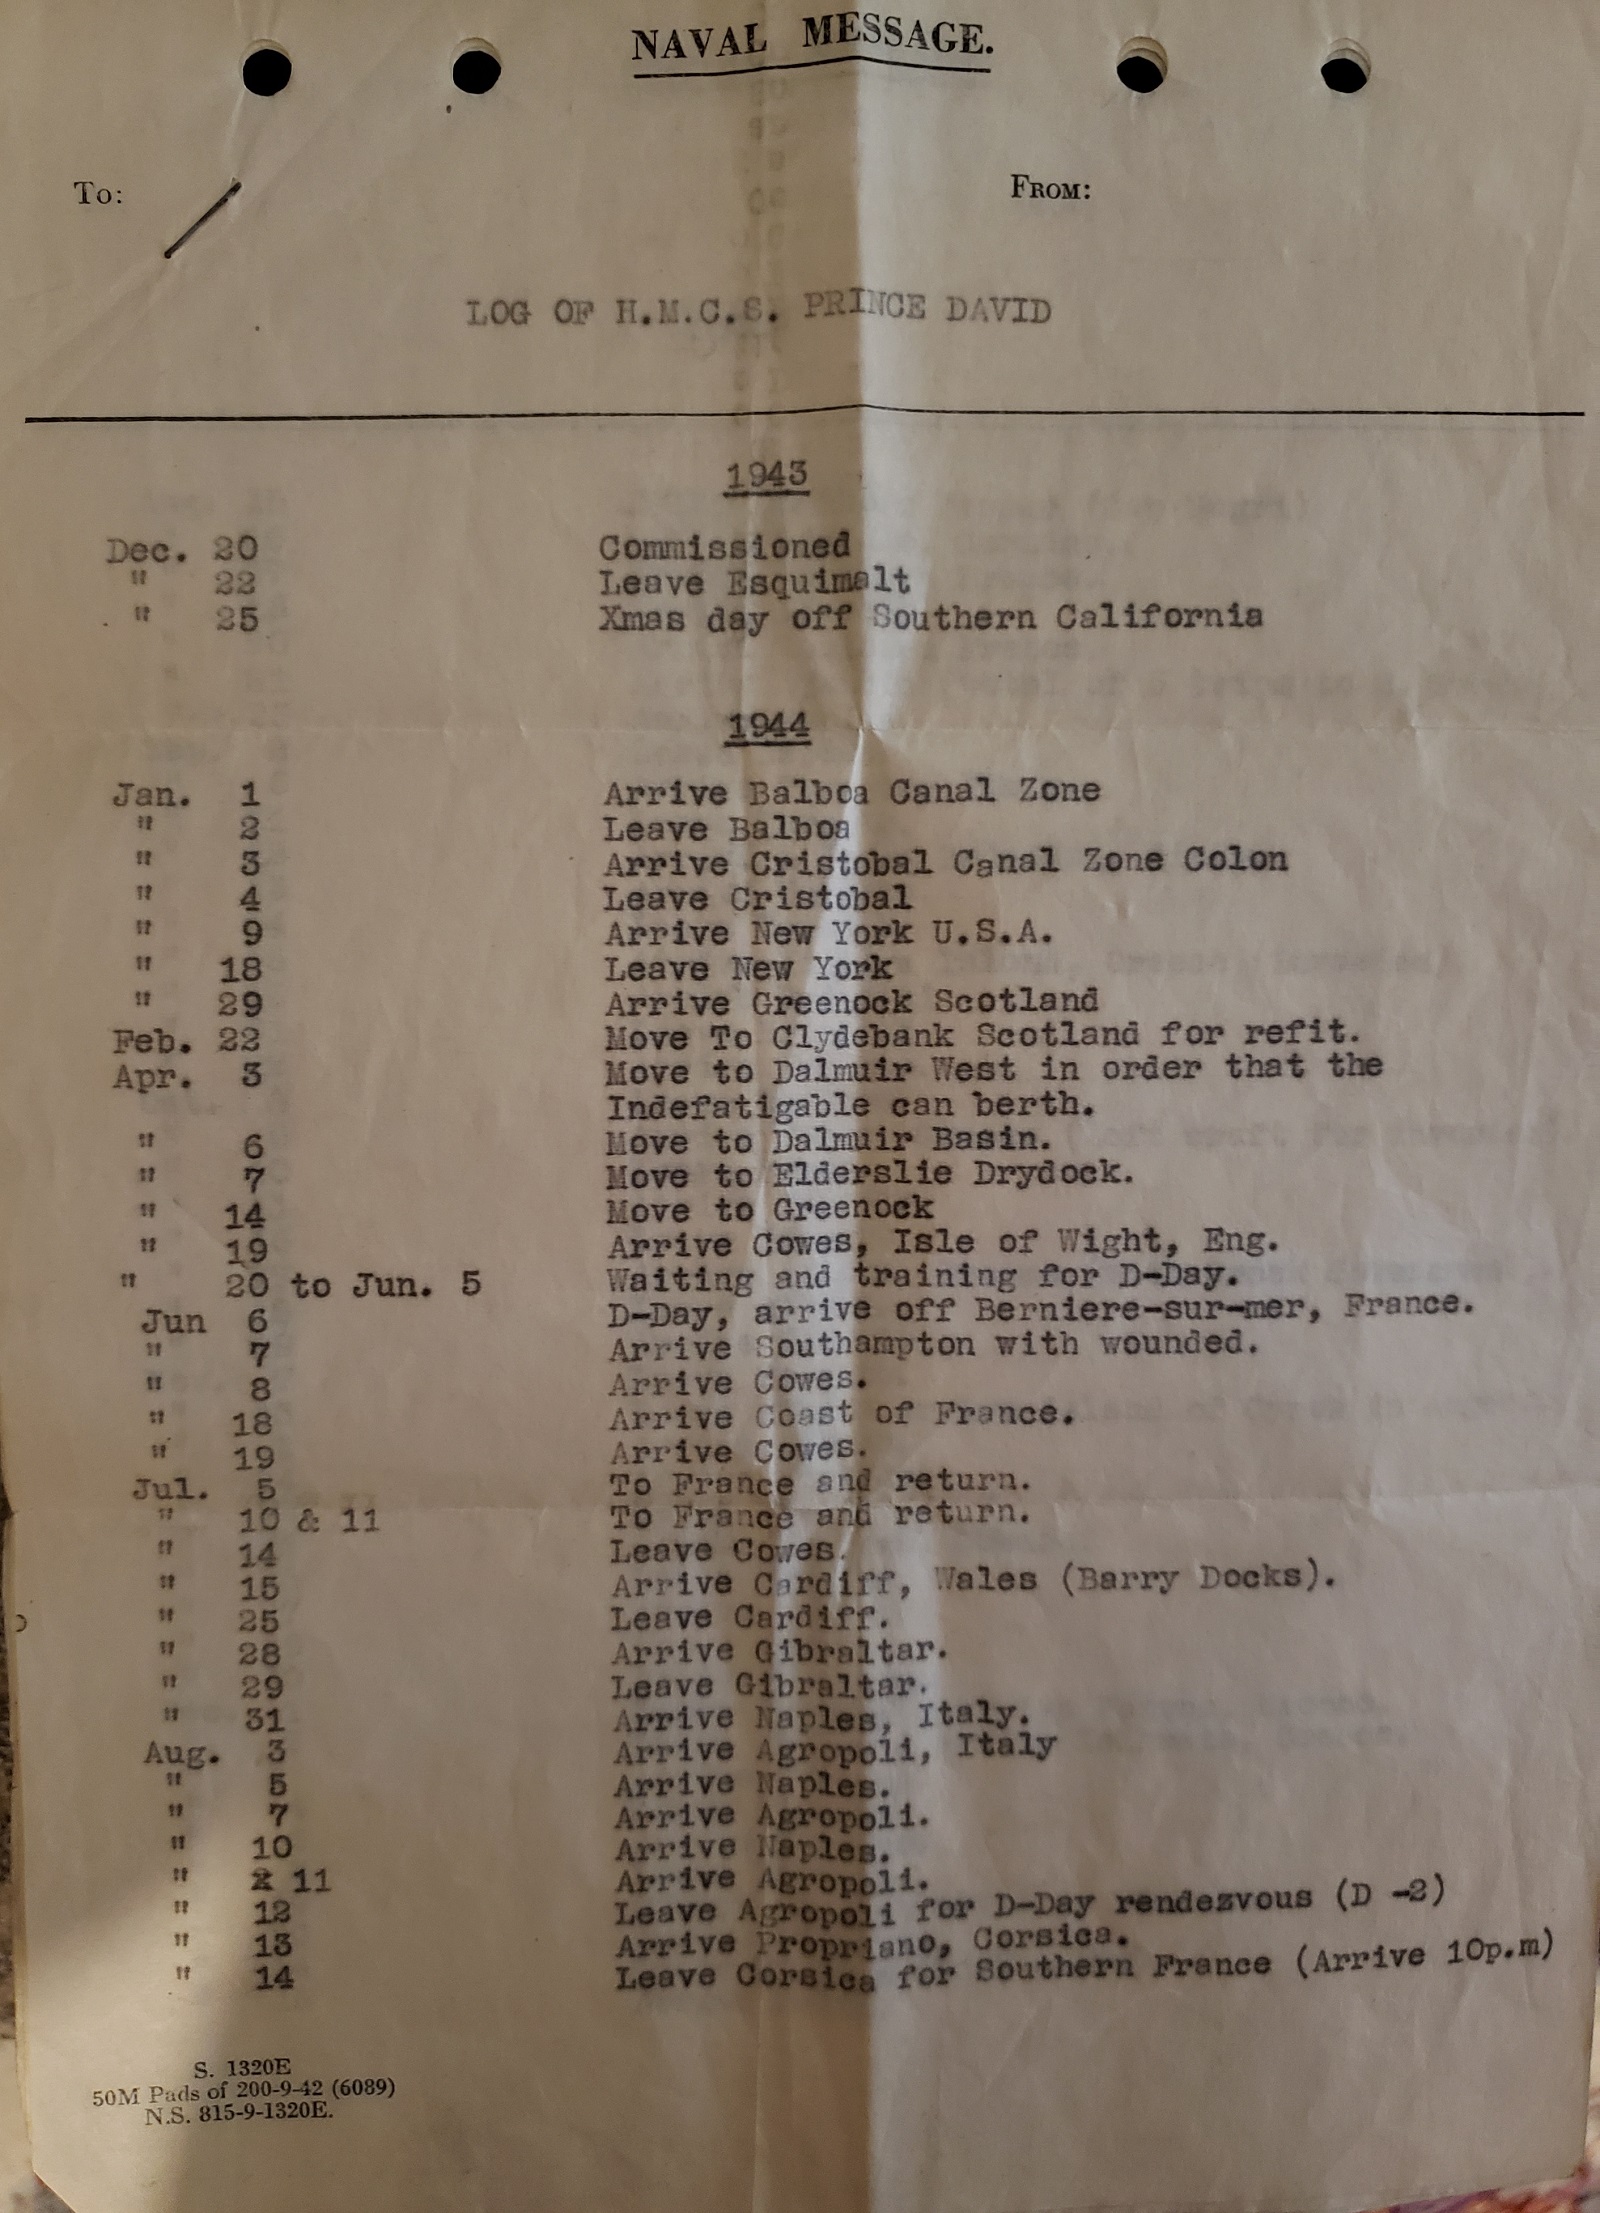 NAVAL MESSAGE.
To: FROM:
LOG OF H.M.C.S. PRINCE DAVID
1943
Dec. 20 Commissioned
" 22 Leave Esquimalt
" 25 Xmas day off Southern California
1944
Jan. 1 Arrive Balboa Canal Zone
" 2 Leave Balboa
" 3 Arrive Cristobal Canal Zone Colon
" 4 Leave Cristobal
" 9 Arrive New York U.S.A.
" 18 Leave New York
" 29 Arrive Greenock Scotland
Feb. 22 Move To Clydebank Scotland for refit.
Apr. 3 Move to Dalmuir West in order that the
Indefatigable can berth.
" 6 Move to Dalmuir Basin.
" 7 Move to Elderslie Drydock.
" 14 Move to Greenock
" 19 Arrive Cowes, Isle of Wight, Eng.
" 20 to Jun. 5 Waiting and training for D-Day.
Jun 6 D-Day, arrive off Berniere-sur-mer, France.
" 7 Arrive Southampton with wounded.
" 8 Arrive Cowes.
" 18 Arrive Coast of France.
" 19 Arrive Cowes.
Jul. 5 To France and return.
" 10 & 11 To France and return.
" 14 Leave Cowes.
" 15 Arrive Cardiff, Wales (Barry Docks).
" 25 Leave Cardiff.
" 28 Arrive Gibraltar.
" 29 Leave Gibraltar.
" 31 Arrive Naples, Italy.
Aug. 3 Arrive Agropoli, Italy
" 5 Arrive Naples.
" 7 Arrive Agropoli.
" 10 Arrive Naples.
" 11 Arrive Agropoli.
" 12 Leave Agropoli for D-Day rendezvous (D -2)
" 13 Arrive Propriano, Corsica.
" 14 Leave Corsica for Southern France (Arrive 10p.m)
S. 1320E
50M Pads of 200-9-42 (6089)
N.S. 815-9-1320E.